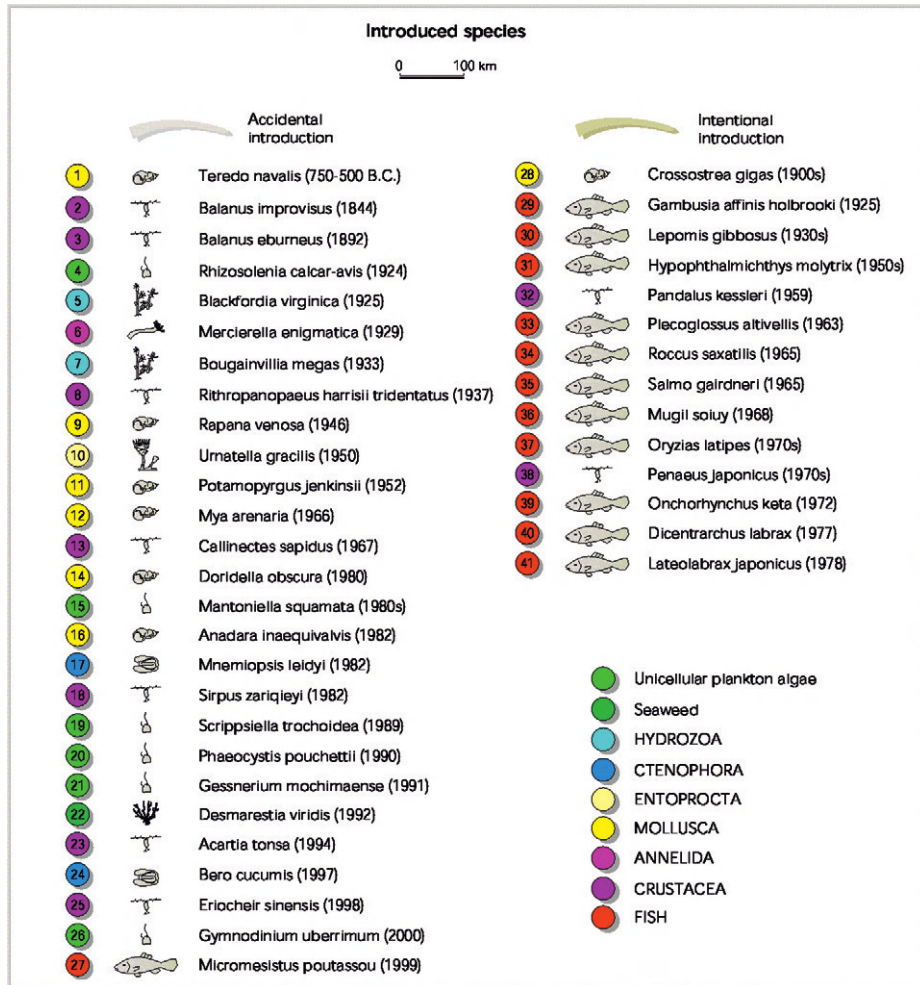 Introduced species
0 100 km
Accidental
introduction
1 Teredo navalis (750-500 B.C.)
2 Balanus improvisus (1844)
3 Balanus eburneus (1892)
4 Rhizosolenia calcar-avis (1924)
5 Blackfordia virginica (1925)
6 Mercierella enigmatica (1929)
7 Bougainvillia megas (1933)
8 Rithropanopaeus harrisii tridentatus (1937)
9 Rapana venosa (1946)
10 Urnatella gracilis (1950)
11 Potamopyrgus jenkinsii (1952)
12 Mya arenaria (1966)
13 Callinectes sapidus (1967)
14 Doridella obscura (1980)
15 Mantoniella squamata (1980s)
16 Anadara inaequivalvis (1982)
17 Mnemiopsis leidyi (1982)
18 Sirpus zariqieyi (1982)
19 Scrippsiella trochoidea (1989)
20 Phaeocystis pouchettii (1990)
21 Gessnerium mochimaense (1991)
22 Desmarestia viridis (1992)
23 Acartia tonsa (1994)
24 Bero cucumis (1997)
25 Eriocheir sinensis (1998)
26 Gymnodinium uberrimum (2000)
27 Micromesistus poutassou (1999)
Intentional
introduction
28 Crossostrea gigas (1900s)
29 Gambusia affinis holbrooki (1925)
30 Lepomis gibbosus (1930s)
31 Hypophthalmichthys molytrix (1950s)
32 Pandalus kessleri (1959)
33 Plecoglossus altivellis (1963)
34 Roccus saxatilis (1965)
35 Salmo gairdneri (1965)
36 Mugil soiuy (1968)
37 Oryzias latipes (1970s)
38 Penaeus japonicus (1970s)
39 Onchorhynchus keta (1972)
40 Dicentrarchus labrax (1977)
41 Lateolabrax japonicus (1978)
Unicellular plankton algae
Seaweed
HYDROZOA
CTENOPHORA
ENTOPROCTA
MOLLUSCA
ANNELIDA
CRUSTACEA
FISH